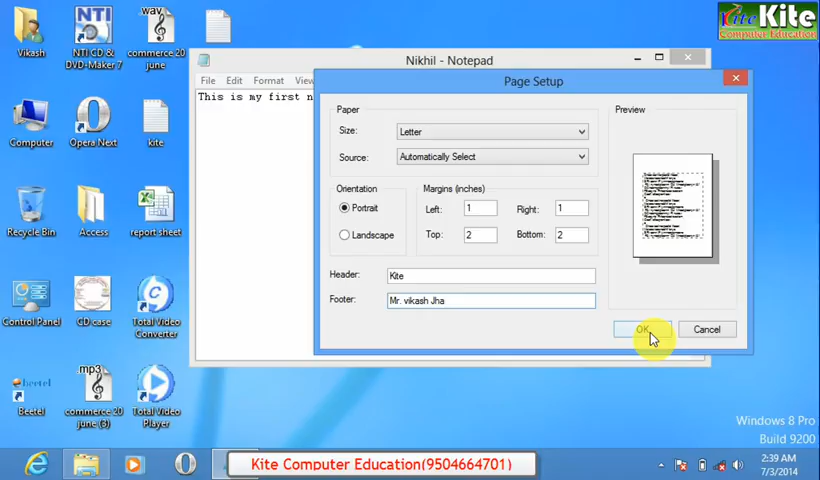 Kite Kite
Computer Education
Vikash
NTI
NTI CD &
DVD-Maker 7
wav
commerce 20
june
Computer
Opera Next
kite
Recycle Bin
Access
report sheet
Control Panel
CD case
Total Video
Converter
Beetel
mp3
commerce 20
june (3)
Total Video
Player
Nikhil - Notepad
File Edit Format View
This is my first n
Page Setup
Paper
Size: Letter
Source: Automatically Select
Orientation
Portrait
Landscape
Margins (inches)
Left: 1 Right: 1
Top: 2 Bottom: 2
Header: Kite
Footer: Mr. vikash Jha
Preview
OK Cancel
Windows 8 Pro
Build 9200
Kite Computer Education(9504664701)
2:39 AM
7/3/2014